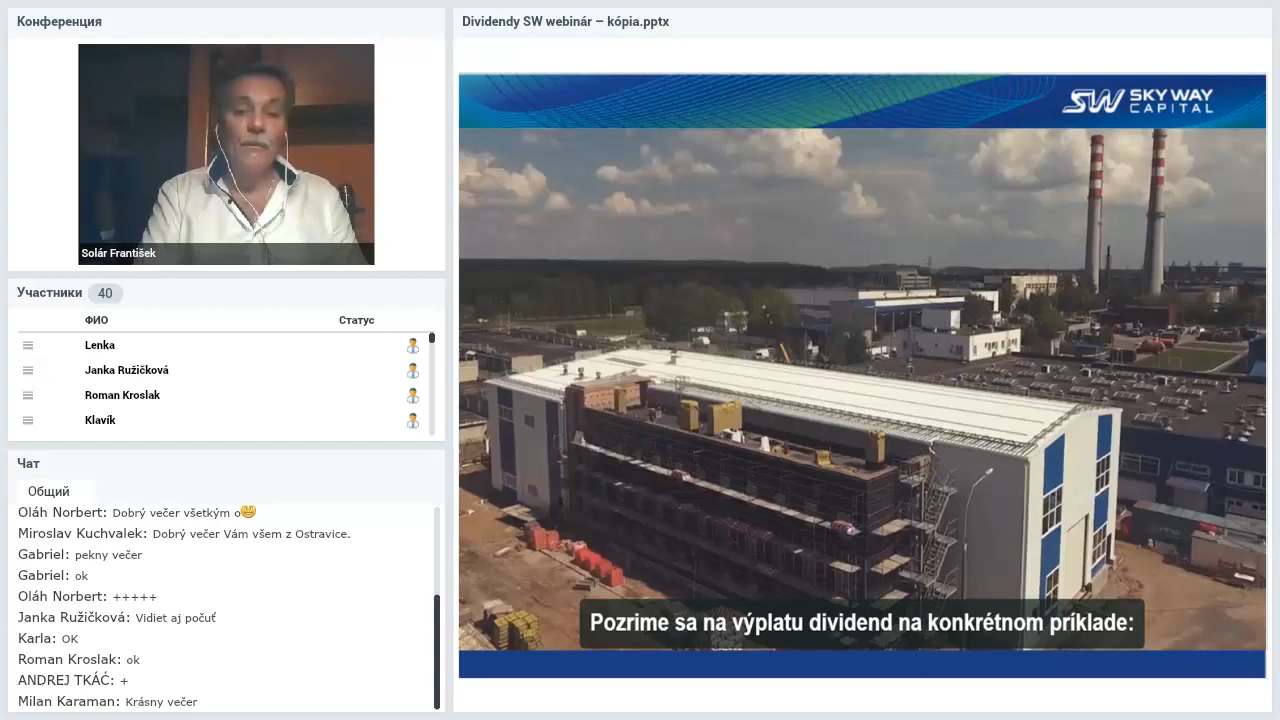 Конференция
Solár František
Участники 40
ФИО Статус
Lenka
Janka Ružičková
Roman Kroslak
Klavík
Чат
Общий
Oláh Norbert: Dobrý večer všetkým o
Miroslav Kuchvalek: Dobrý večer Vám všem z Ostravice.
Gabriel: pekny večer
Gabriel: ok
Oláh Norbert: +++++
Janka Ružičková: Vidiet aj počuť
Karla: OK
Roman Kroslak: ok
ANDREJ TKÁČ: +
Milan Karaman: Krásny večer
Dividendy SW webinár – kópia.pptx
SW SKY WAY
CAPITAL
Pozrime sa na výplatu dividend na konkrétnom príklade: